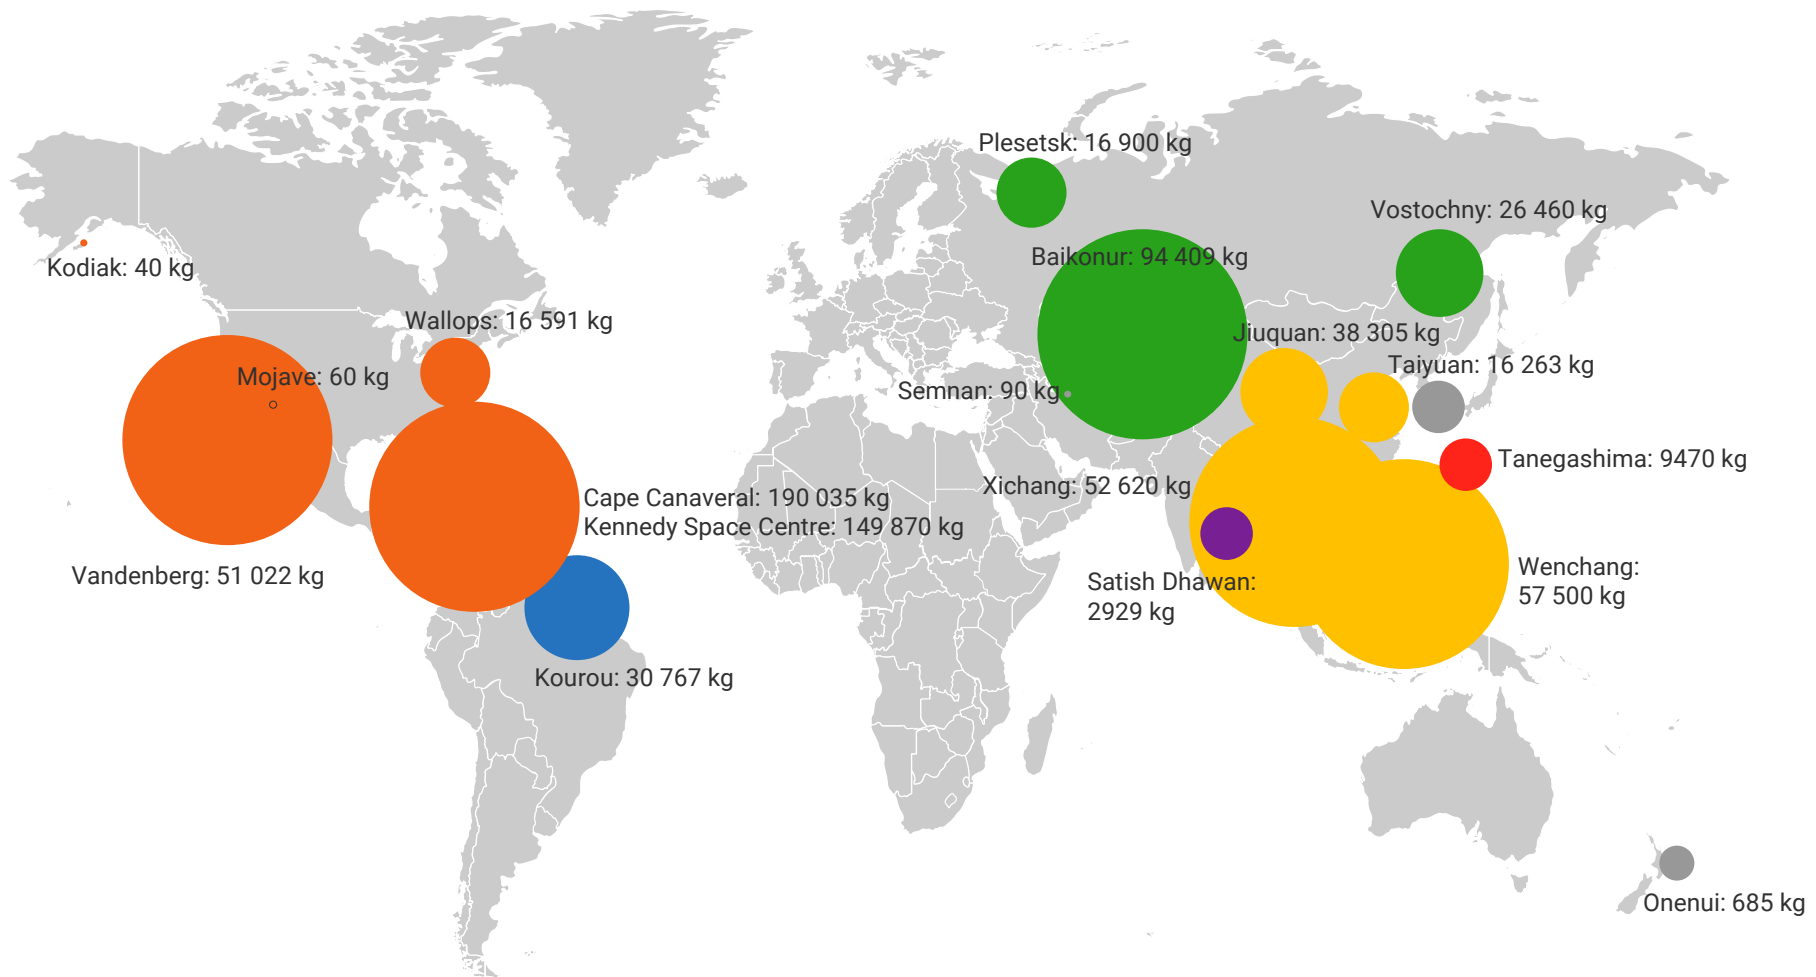 Plesetsk: 16 900 kg
Vostochny: 26 460 kg
Baikonur: 94 409 kg
Kodiak: 40 kg
Wallops: 16 591 kg
Jiuquan: 38 305 kg
Taiyuan: 16 263 kg
Mojave: 60 kg
Semnan: 90 kg
Tanegashima: 9470 kg
Xichang: 52 620 kg
Cape Canaveral: 190 035 kg
Kennedy Space Centre: 149 870 kg
Vandenberg: 51 022 kg
Satish Dhawan:
2929 kg
Wenchang:
57 500 kg
Kourou: 30 767 kg
Onenui: 685 kg